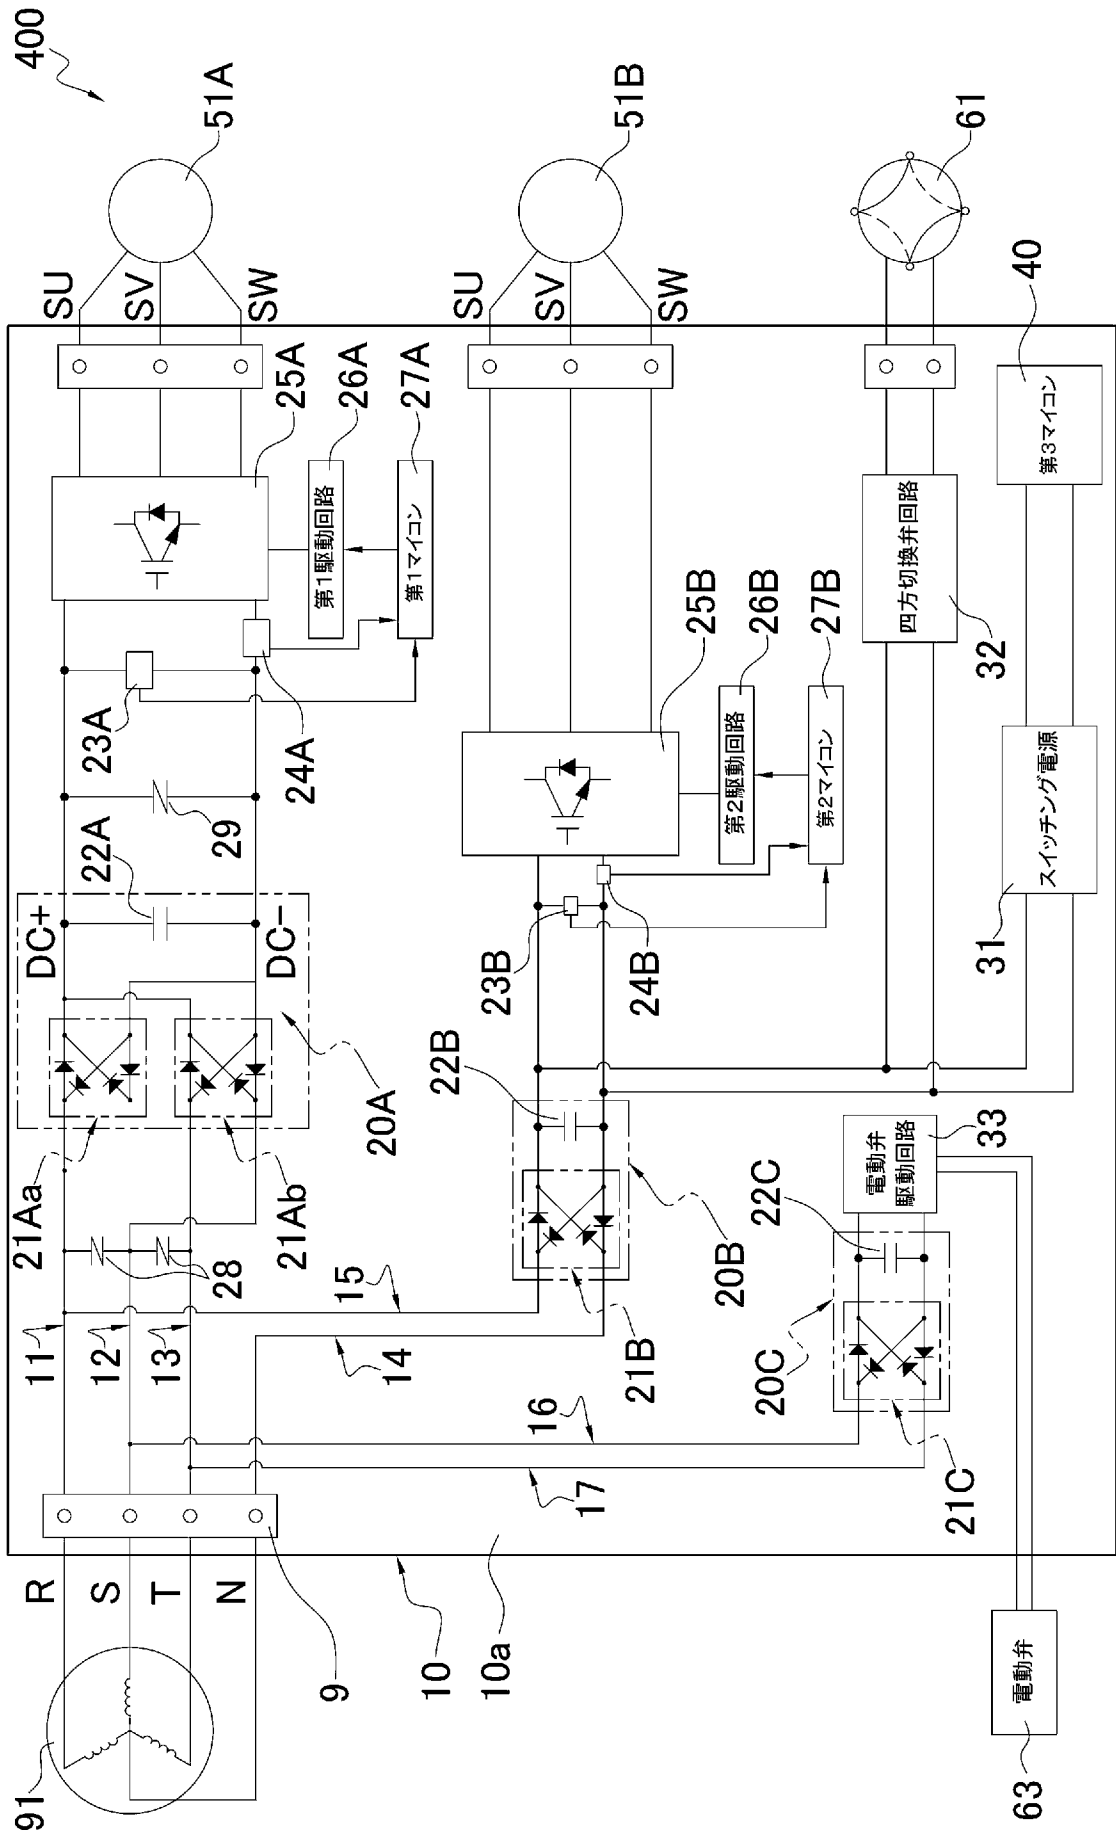 400
51A
51B
61
SU
SV
SW
SU
SV
SW
25A
26A
27A
第1駆動回路
第1マイコン
40
第3マイコン
四方切換弁回路
32
23A
24A
29
22A
DC+
DC−
25B
26B
27B
第2駆動回路
第2マイコン
スイッチング電源
31
23B
24B
22B
20A
21Aa
21Ab
28
20B
21B
電動弁
駆動回路
33
22C
20C
21C
11
12
13
15
14
16
17
R
S
T
N
9
10
10a
91
電動弁
63